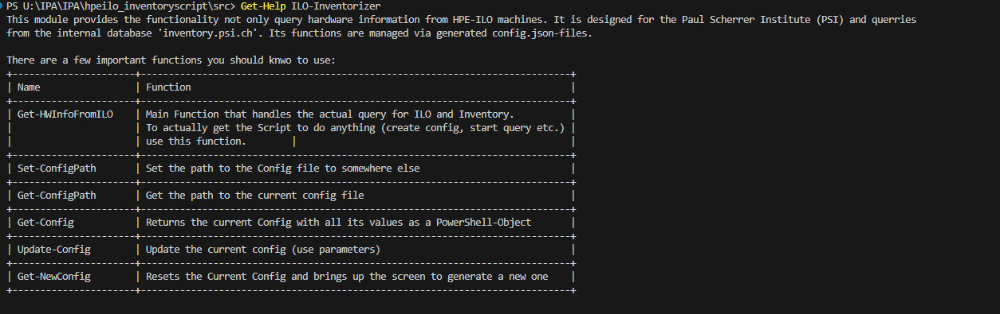 PS U:\IPA\IPA\hpeilo_inventoryscript\src> Get-Help ILO-Inventorizer
This module provides the functionality not only query hardware information from HPE-ILO machines. It is designed for the Paul Scherrer Institute (PSI) and querries
from the internal database 'inventory.psi.ch'. Its functions are managed via generated config.json-files.

There are a few important functions you should knwo to use:
+---------------------+----------------------------------------------------------------------+
| Name                | Function                                                             |
+---------------------+----------------------------------------------------------------------+
| Get-HWInfoFromILO   | Main Function that handles the actual query for ILO and Inventory.   |
|                     | To actually get the Script to do anything (create config, start query etc.) |
|                     | use this function.        |                                            |
+---------------------+----------------------------------------------------------------------+
| Set-ConfigPath      | Set the path to the Config file to somewhere else                    |
+---------------------+----------------------------------------------------------------------+
| Get-ConfigPath      | Get the path to the current config file                              |
+---------------------+----------------------------------------------------------------------+
| Get-Config          | Returns the current Config with all its values as a PowerShell-Object |
+---------------------+----------------------------------------------------------------------+
| Update-Config       | Update the current config (use parameters)                           |
+---------------------+----------------------------------------------------------------------+
| Get-NewConfig       | Resets the Current Config and brings up the screen to generate a new one |
+---------------------+----------------------------------------------------------------------+